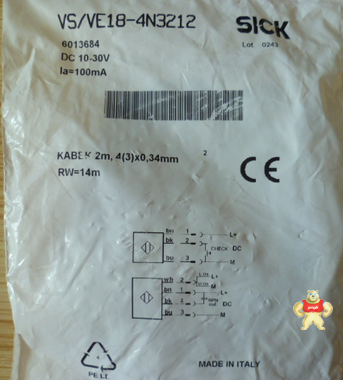 VS/VE18-4N3212
SICK
6013684
Lot 0243
DC 10-30V
Ia=100mA
KABEK 2m, 4(3)x0,34mm 2
RW=14m
CE
bn 1 L+
bk 2 CHECK DC
bu 3 M
wh 2
bn 1 L+
bk 4 DC
bu 3 M
4
PE-LD
MADE IN ITALY